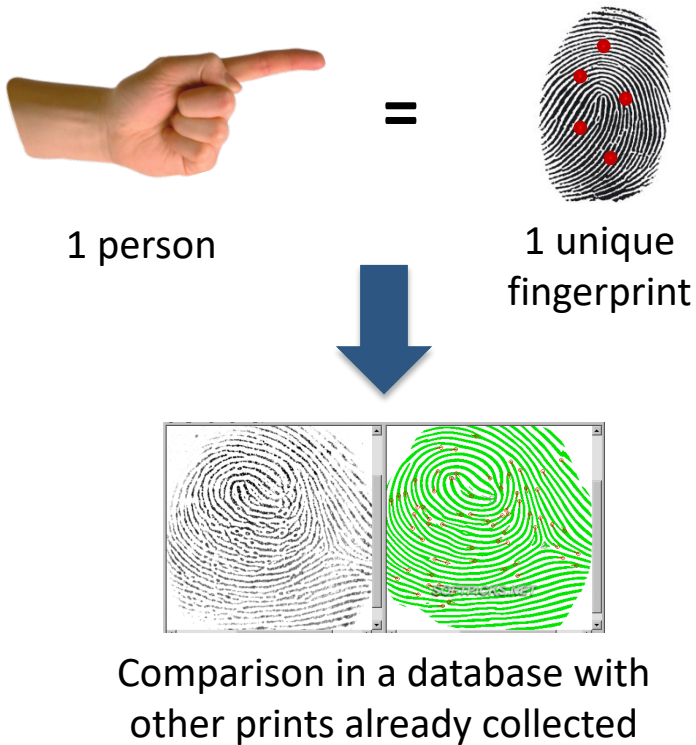 =
1 person
1 unique
fingerprint
Comparison in a database with
other prints already collected